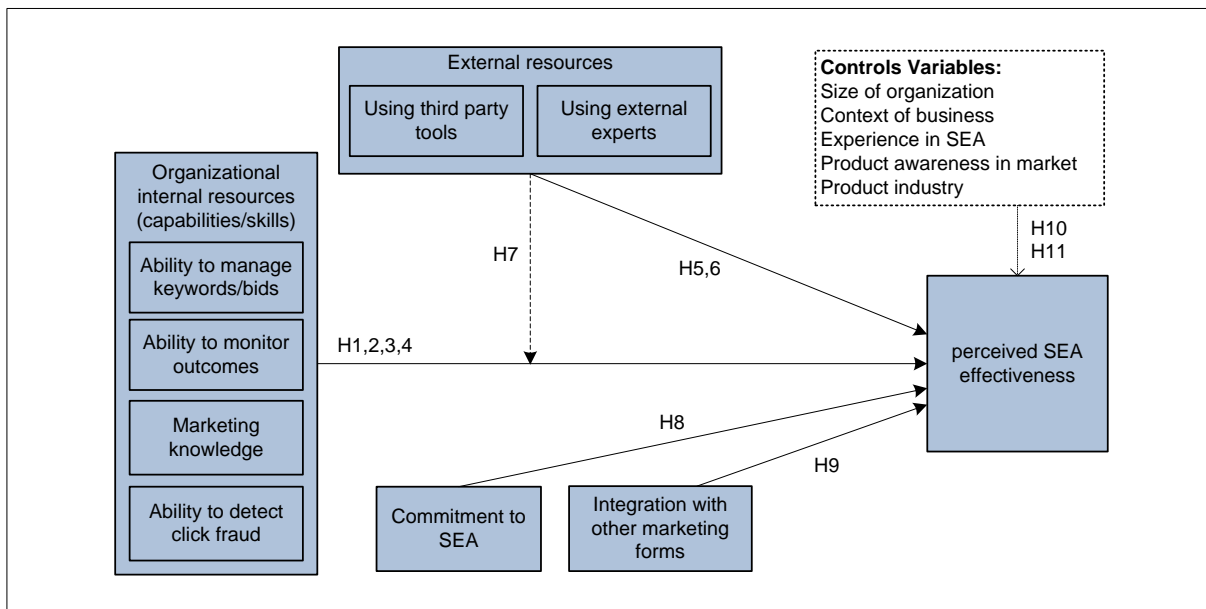 External resources
Using third party
tools
Using external
experts
Controls Variables:
Size of organization
Context of business
Experience in SEA
Product awareness in market
Product industry
Organizational
internal resources
(capabilities/skills)
Ability to manage
keywords/bids
Ability to monitor
outcomes
Marketing
knowledge
Ability to detect
click fraud
H7
H5,6
H10
H11
H1,2,3,4
perceived SEA
effectiveness
H8
H9
Commitment to
SEA
Integration with
other marketing
forms